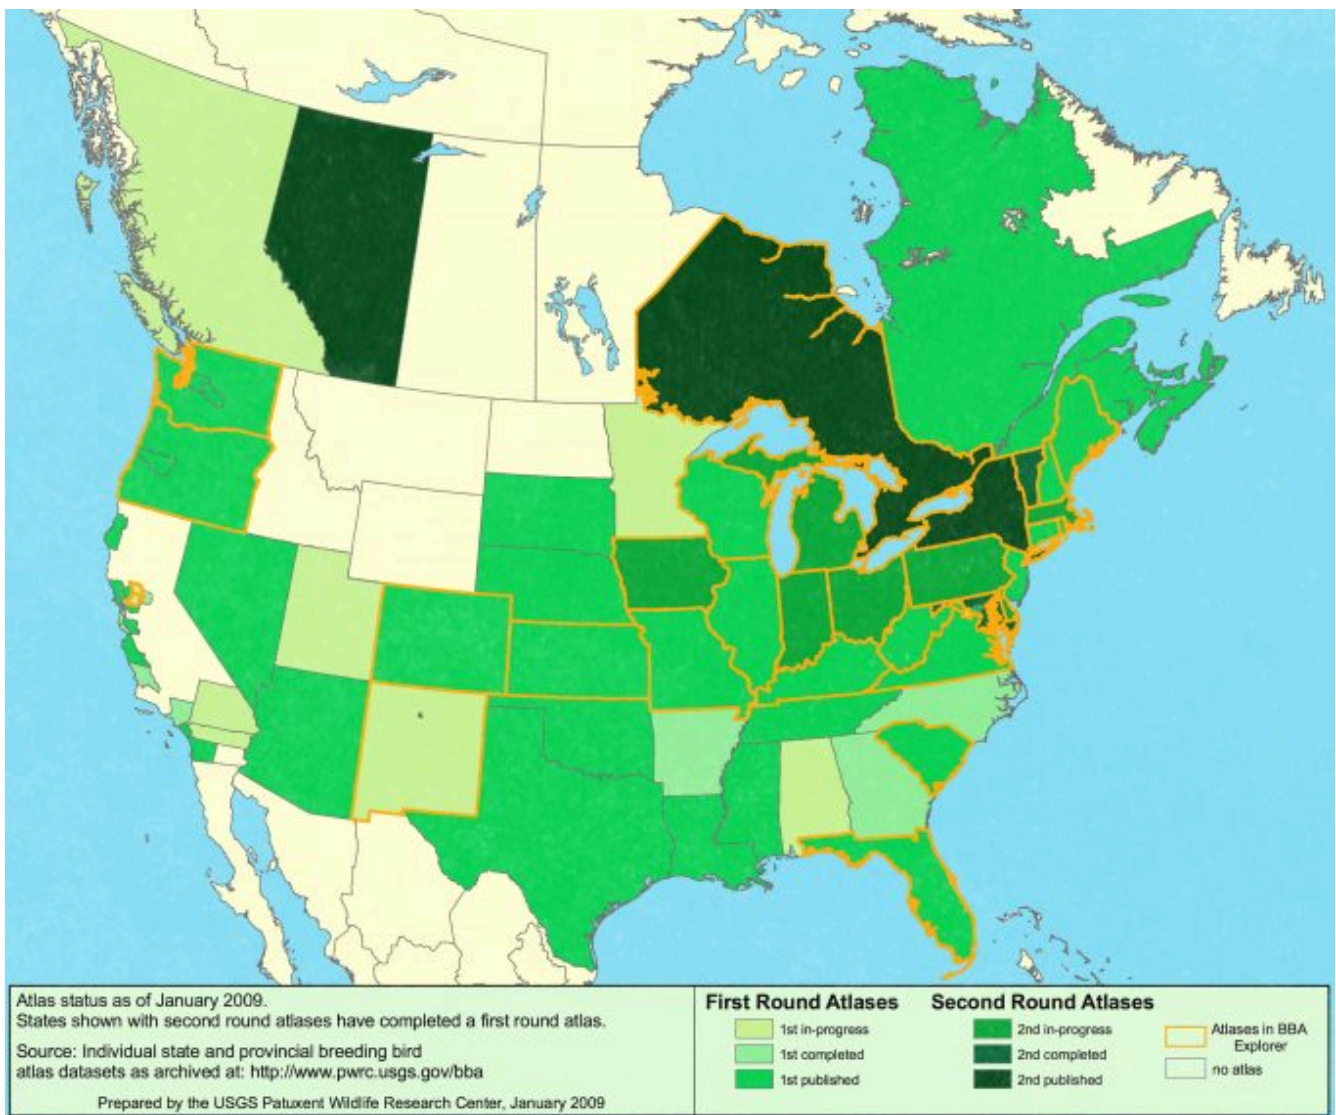 Atlas status as of January 2009.
States shown with second round atlases have completed a first round atlas.
Source: Individual state and provincial breeding bird
atlas datasets as archived at: http://www.pwrc.usgs.gov/bba
Prepared by the USGS Patuxent Wildlife Research Center, January 2009
First Round Atlases
1st in-progress
1st completed
1st published
Second Round Atlases
2nd in-progress
2nd completed
2nd published
Atlases in BBA
Explorer
no atlas